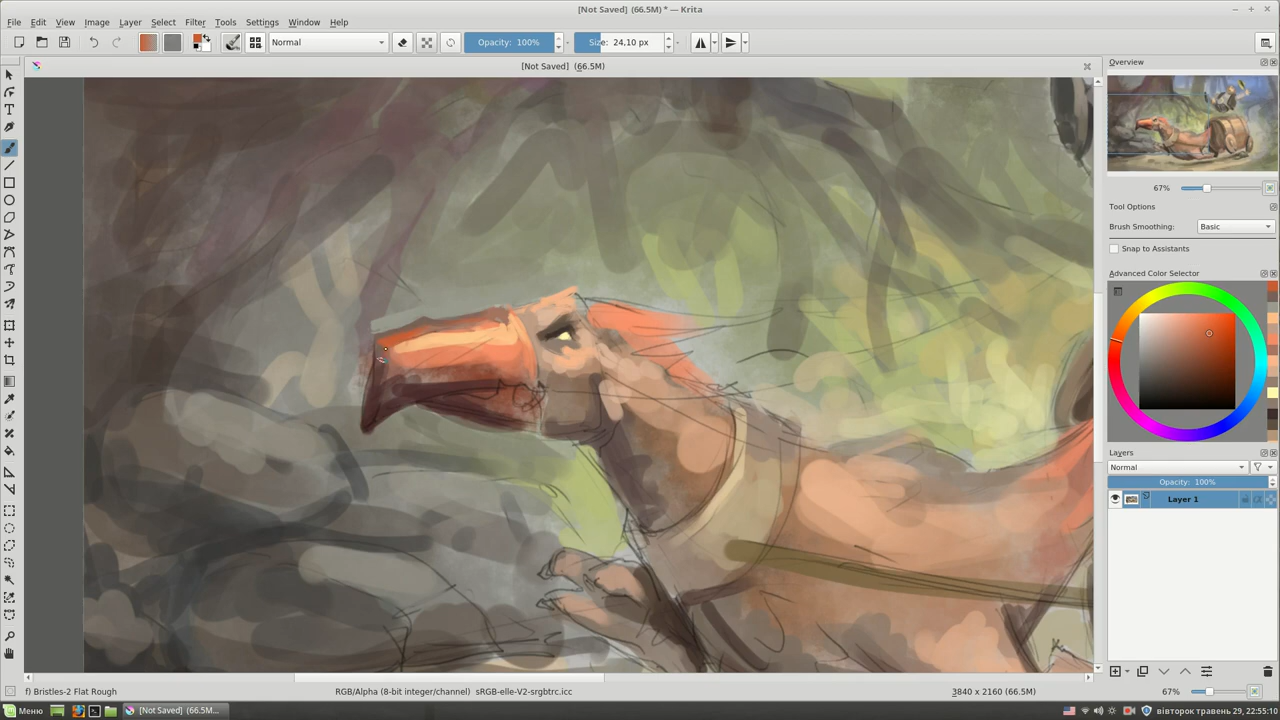 [Not Saved]  (66.5M) * — Krita
File Edit View Image Layer Select Filter Tools Settings Window Help
Normal Opacity: 100% Size: 24.10 px
[Not Saved]  (66.5M)
Overview
67%
Tool Options
Brush Smoothing: Basic
Snap to Assistants
Advanced Color Selector
Layers
Normal
Opacity: 100%
Layer 1
f) Bristles-2 Flat Rough RGB/Alpha (8-bit integer/channel) sRGB-elle-V2-srgbtrc.icc 3840 x 2160 (66.5M) 67%
Меню [Not Saved] (66.5M... вівторок травень 29, 22:55:10